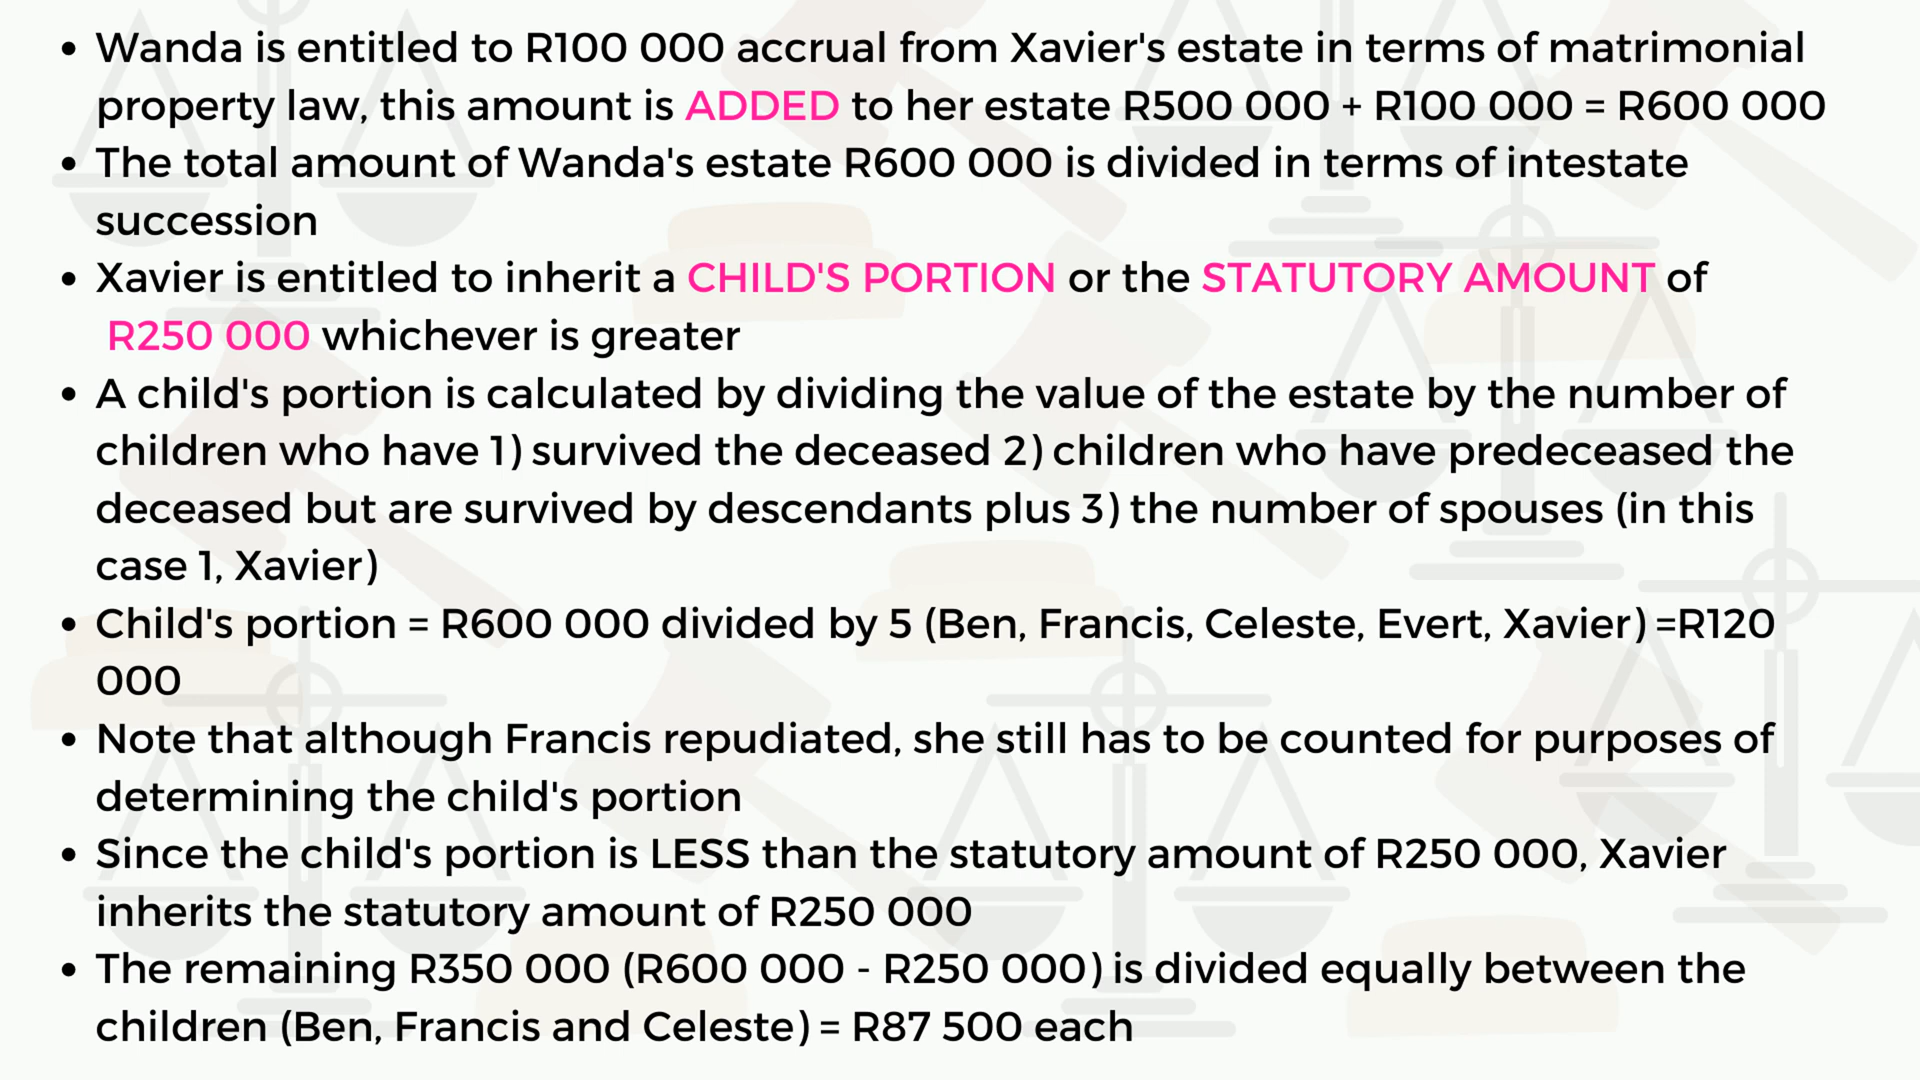 • Wanda is entitled to R100 000 accrual from Xavier's estate in terms of matrimonial
property law, this amount is ADDED to her estate R500 000 + R100 000 = R600 000
• The total amount of Wanda's estate R600 000 is divided in terms of intestate
succession
• Xavier is entitled to inherit a CHILD'S PORTION or the STATUTORY AMOUNT of
R250 000 whichever is greater
• A child's portion is calculated by dividing the value of the estate by the number of
children who have 1) survived the deceased 2) children who have predeceased the
deceased but are survived by descendants plus 3) the number of spouses (in this
case 1, Xavier)
• Child's portion = R600 000 divided by 5 (Ben, Francis, Celeste, Evert, Xavier) =R120
000
• Note that although Francis repudiated, she still has to be counted for purposes of
determining the child's portion
• Since the child's portion is LESS than the statutory amount of R250 000, Xavier
inherits the statutory amount of R250 000
• The remaining R350 000 (R600 000 - R250 000) is divided equally between the
children (Ben, Francis and Celeste) = R87 500 each